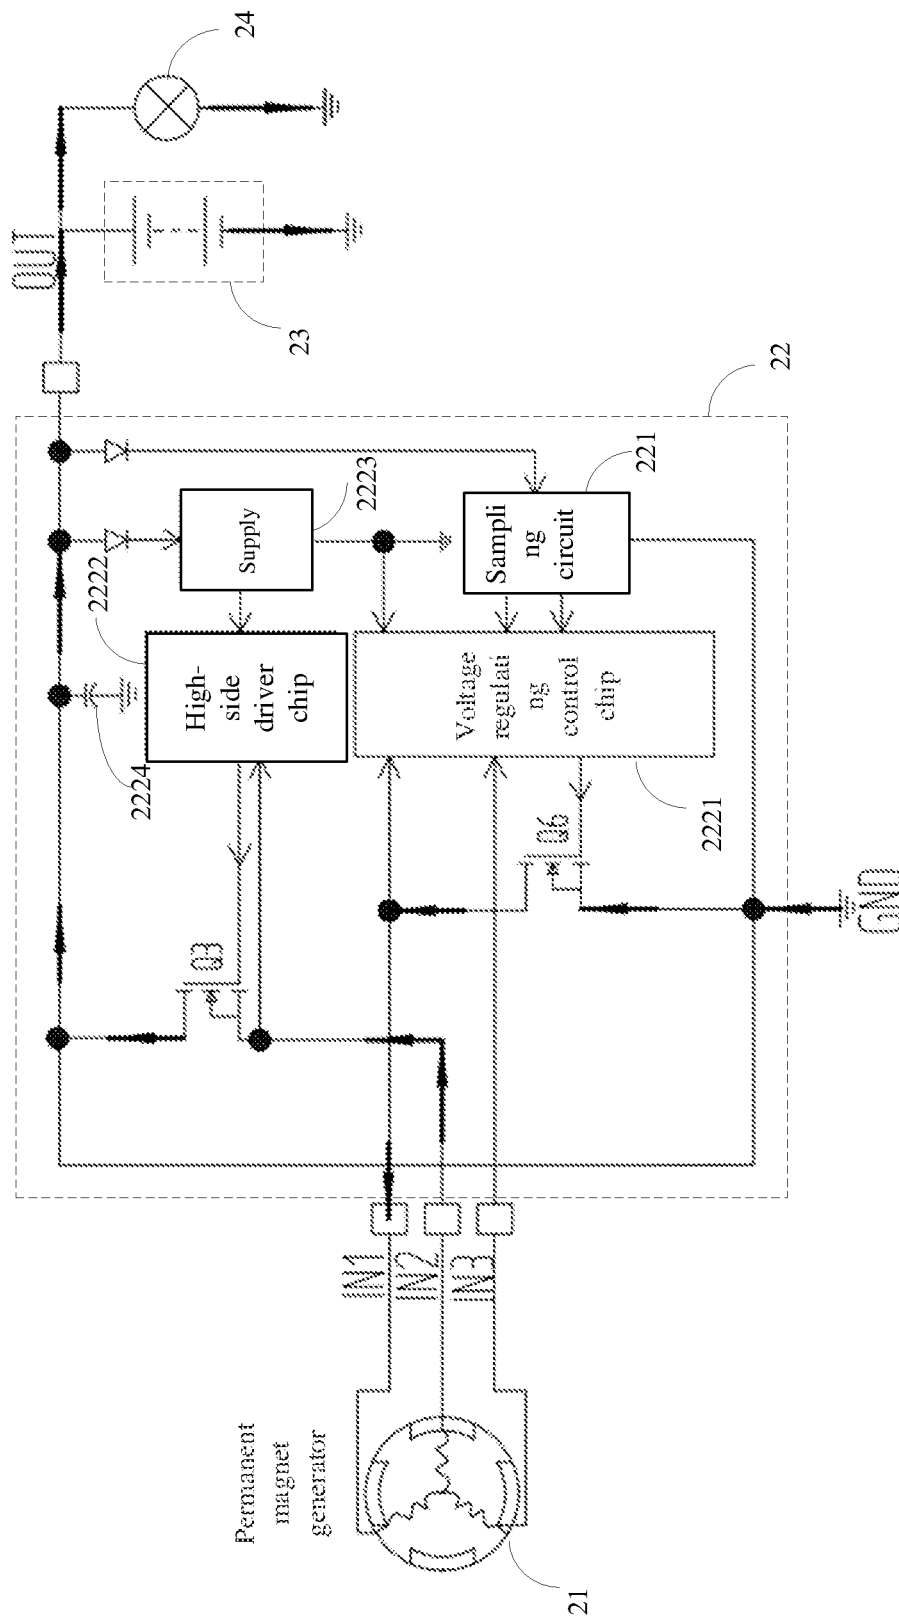 Permanent
magnet
generator
21
IN1
IN2
IN3
Q3
Q6
2224
2222
High-
side
driver
chip
Supply
2223
Voltage
regulati
ng
control
chip
2221
Sampli
ng
circuit
221
22
GND
OUT
23
24